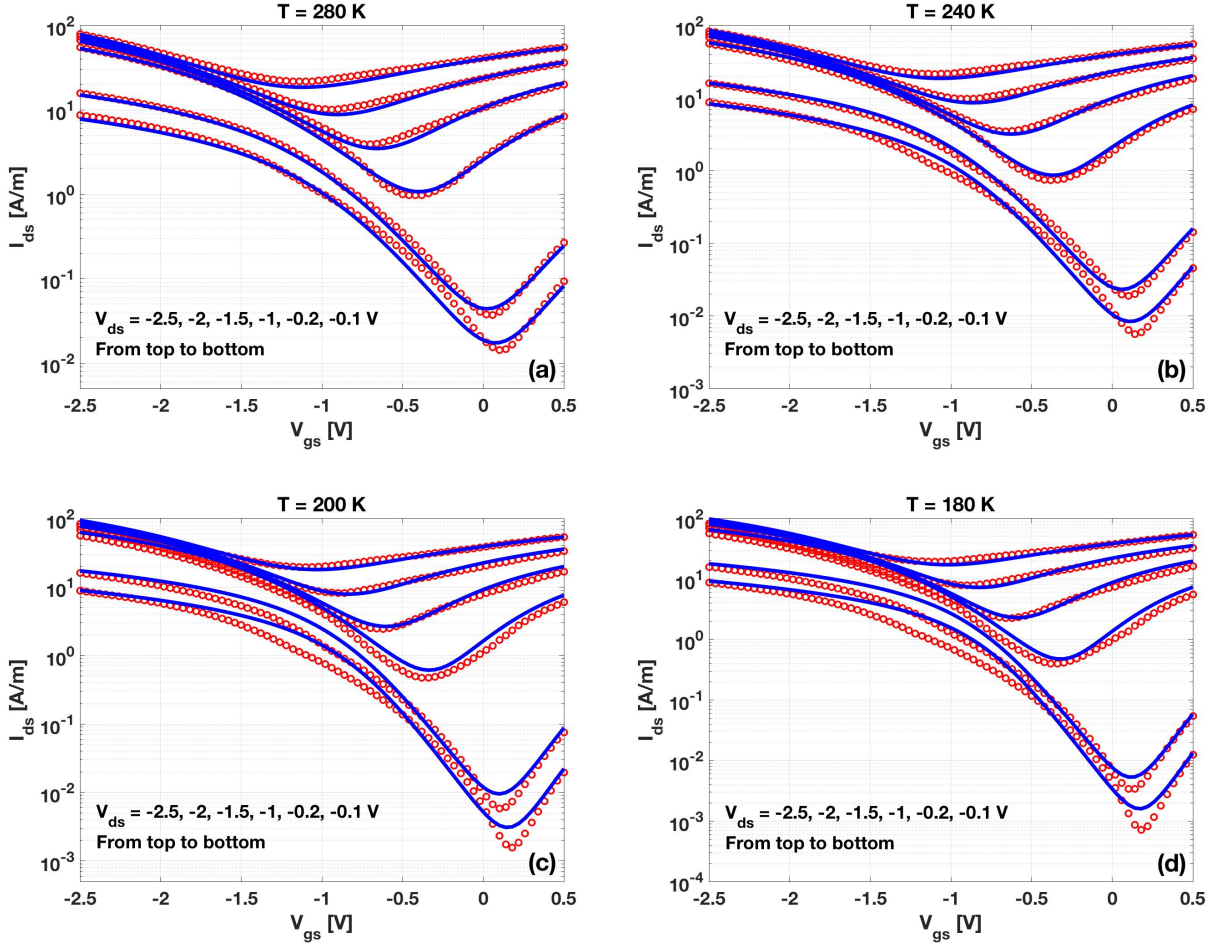 T = 280 K
I_ds [A/m]
10^2
10^1
10^0
10^-1
10^-2
V_ds = -2.5, -2, -1.5, -1, -0.2, -0.1 V
From top to bottom
(a)
-2.5 -2 -1.5 -1 -0.5 0 0.5
V_gs [V]
T = 240 K
I_ds [A/m]
10^2
10^1
10^0
10^-1
10^-2
10^-3
V_ds = -2.5, -2, -1.5, -1, -0.2, -0.1 V
From top to bottom
(b)
-2.5 -2 -1.5 -1 -0.5 0 0.5
V_gs [V]
T = 200 K
I_ds [A/m]
10^2
10^1
10^0
10^-1
10^-2
10^-3
V_ds = -2.5, -2, -1.5, -1, -0.2, -0.1 V
From top to bottom
(c)
-2.5 -2 -1.5 -1 -0.5 0 0.5
V_gs [V]
T = 180 K
I_ds [A/m]
10^2
10^1
10^0
10^-1
10^-2
10^-3
10^-4
V_ds = -2.5, -2, -1.5, -1, -0.2, -0.1 V
From top to bottom
(d)
-2.5 -2 -1.5 -1 -0.5 0 0.5
V_gs [V]